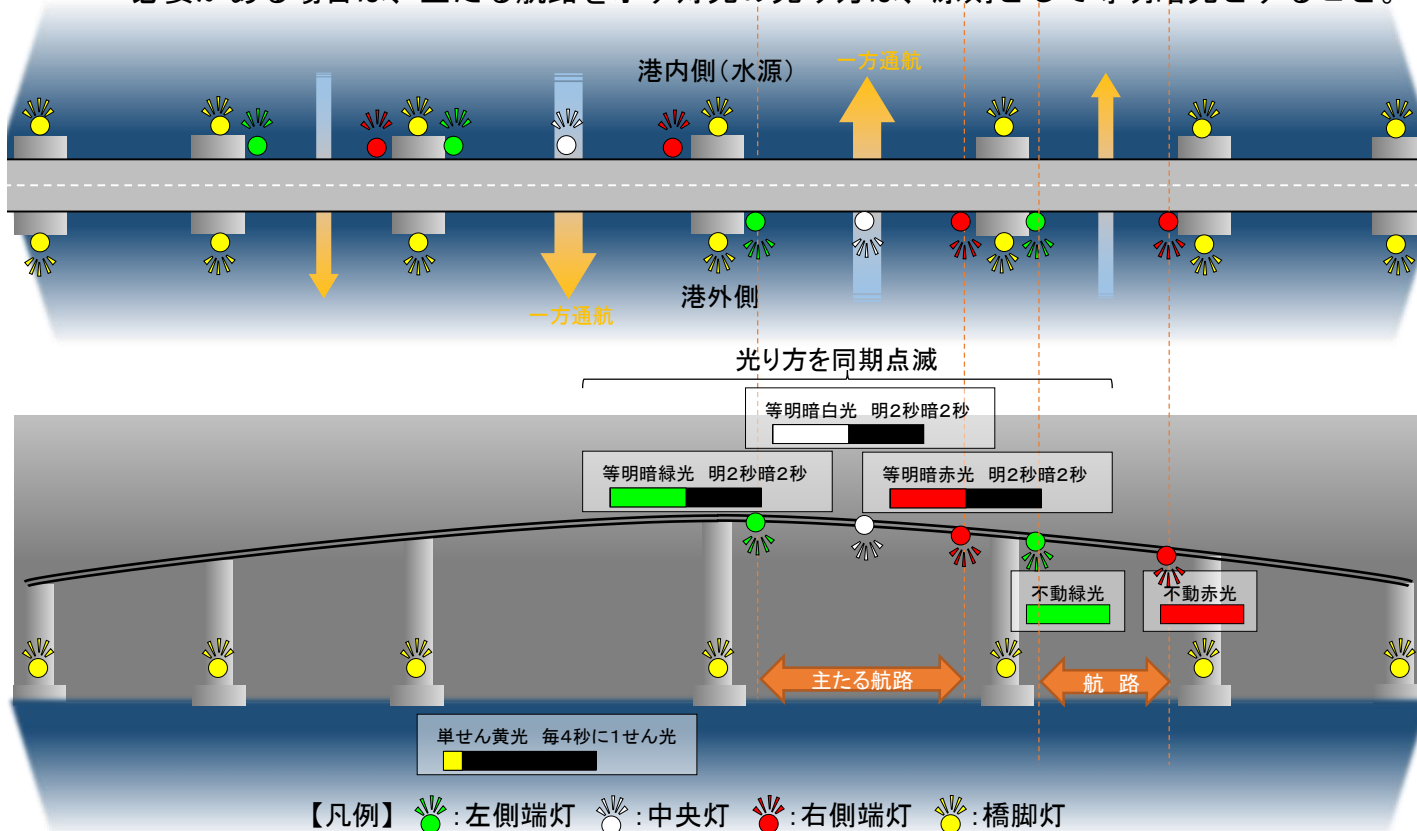 必要がある場合は、主たる航路を示す灯光の光り方は、原則として等明暗光とすること。
港内側(水源)
一方通航
港外側
一方通航
光り方を同期点滅
等明暗白光 明2秒暗2秒
等明暗緑光 明2秒暗2秒
等明暗赤光 明2秒暗2秒
不動緑光
不動赤光
主たる航路
航 路
単せん黄光 毎4秒に1せん光
【凡例】 :左側端灯 :中央灯 :右側端灯 :橋脚灯